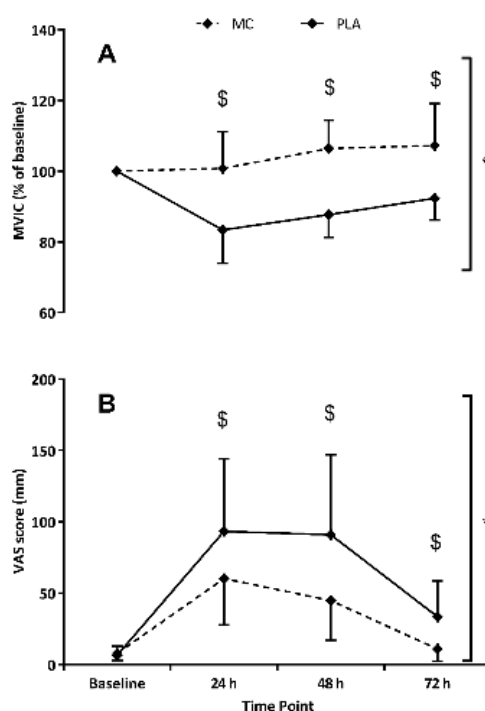 MC PLA
140
A
$ $ $
120
100
80
60
MVIC (% of baseline)
200
B
$ $
150
100
$
50
0
VAS score (mm)
Baseline 24 h 48 h 72 h
Time Point